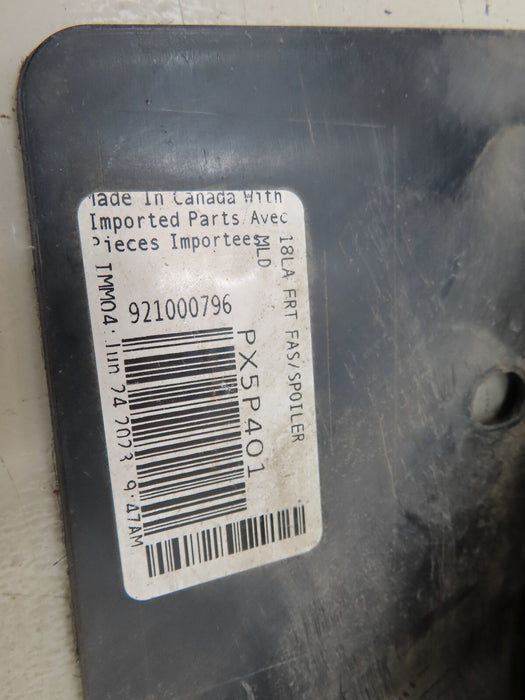 Made In Canada With
Imported Parts/Avec
Pieces Importees
18LA FRT FAS/SPOILER
MLD
921000796
PX5P401
IMM04: Jun 24 2023 9:47AM